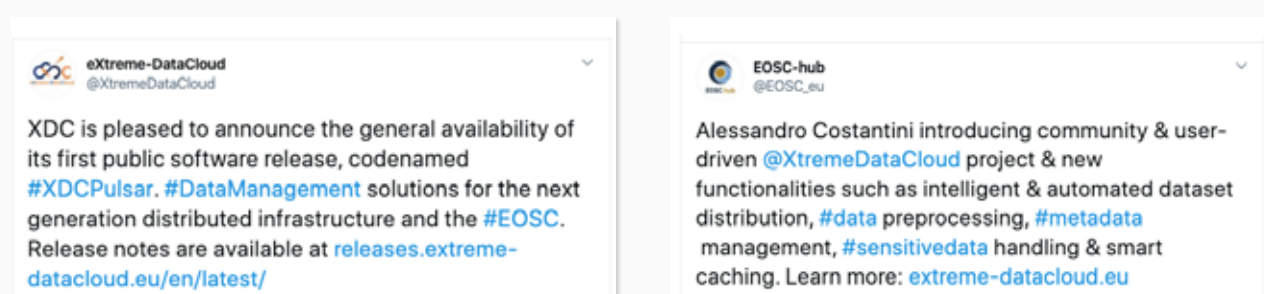 eXtreme-DataCloud
@XtremeDataCloud
XDC is pleased to announce the general availability of
its first public software release, codenamed
#XDCPulsar. #DataManagement solutions for the next
generation distributed infrastructure and the #EOSC.
Release notes are available at releases.extreme-
datacloud.eu/en/latest/
EOSC-hub
@EOSC_eu
Alessandro Costantini introducing community & user-
driven @XtremeDataCloud project & new
functionalities such as intelligent & automated dataset
distribution, #data preprocessing, #metadata
management, #sensitivedata handling & smart
caching. Learn more: extreme-datacloud.eu